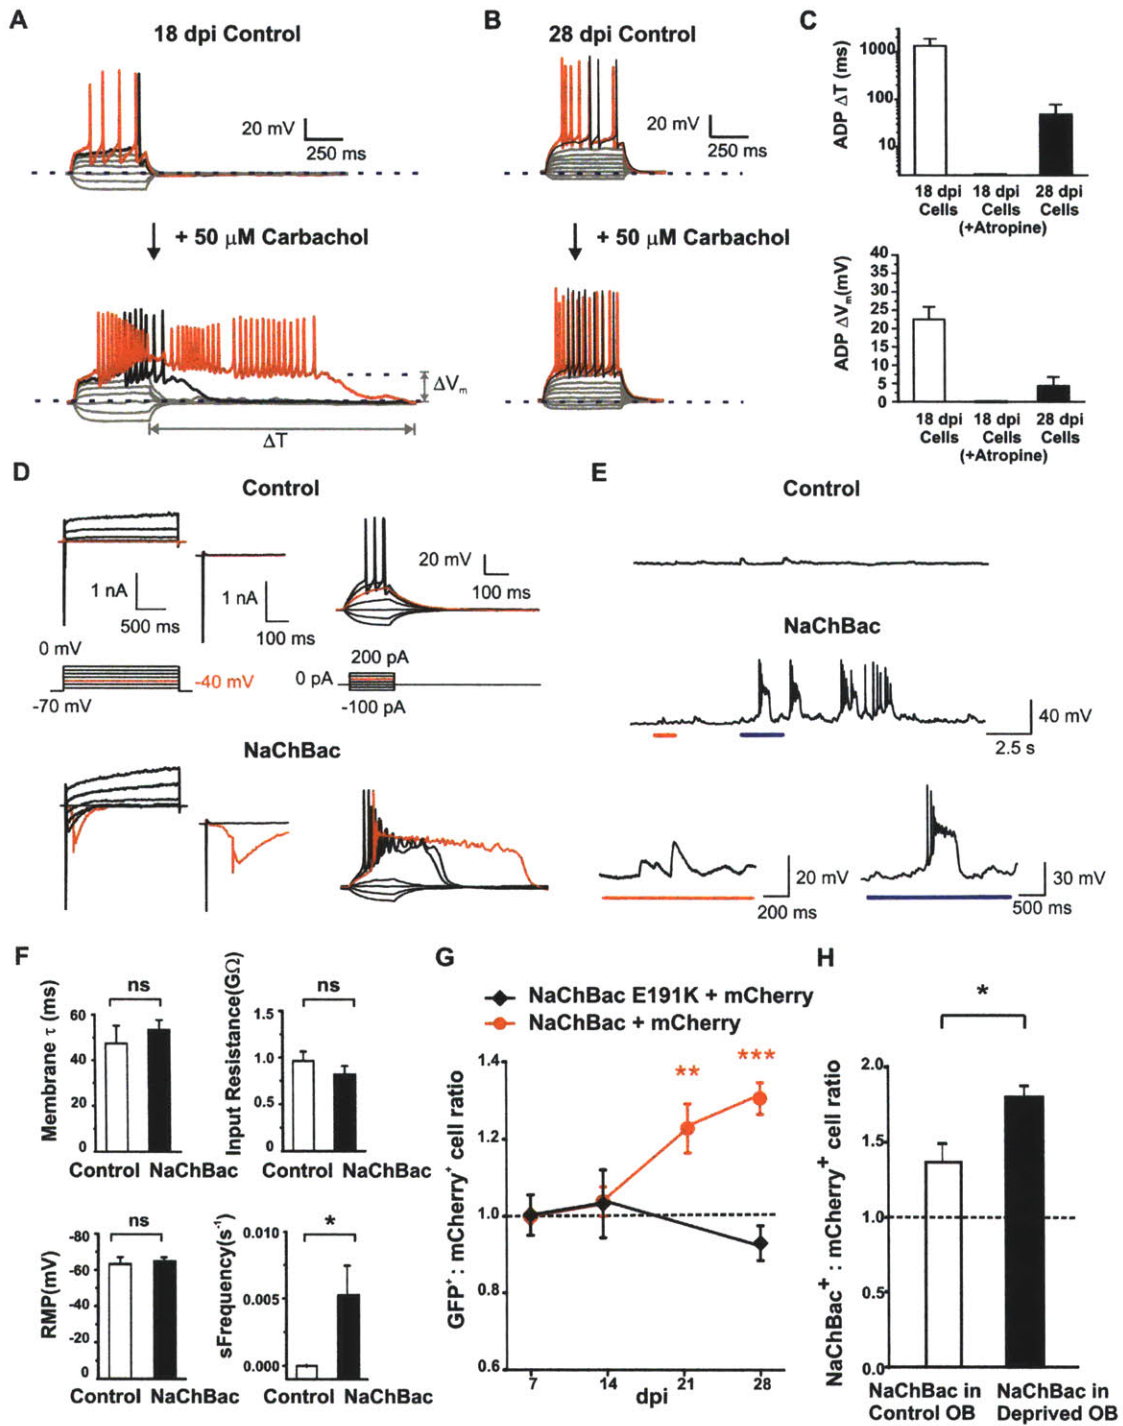 A
18 dpi Control
20 mV
250 ms
+ 50 μM Carbachol
ΔVm
ΔT
B
28 dpi Control
20 mV
250 ms
+ 50 μM Carbachol
C
ADP ΔT (ms)
1000
100
10
18 dpi Cells
18 dpi Cells (+Atropine)
28 dpi Cells
ADP ΔVm(mV)
40
35
30
25
20
15
10
5
0
18 dpi Cells
18 dpi Cells (+Atropine)
28 dpi Cells
D
Control
1 nA
500 ms
1 nA
100 ms
20 mV
100 ms
0 mV
-40 mV
-70 mV
200 pA
0 pA
-100 pA
NaChBac
E
Control
NaChBac
40 mV
2.5 s
20 mV
200 ms
30 mV
500 ms
F
Membrane τ (ms)
ns
60
40
20
0
Control NaChBac
Input Resistance(GΩ)
ns
1.5
1.0
0.5
0
Control NaChBac
RMP(mV)
ns
-80
-60
-40
-20
0
Control NaChBac
sFrequency(s-1)
*
0.010
0.005
0.000
Control NaChBac
G
NaChBac E191K + mCherry
NaChBac + mCherry
GFP+ : mCherry+ cell ratio
1.4
1.2
1.0
0.8
0.6
**
***
7 14 21 28
dpi
H
*
NaChBac+ : mCherry+ cell ratio
2.0
1.5
1.0
0.5
0.0
NaChBac in Control OB
NaChBac in Deprived OB